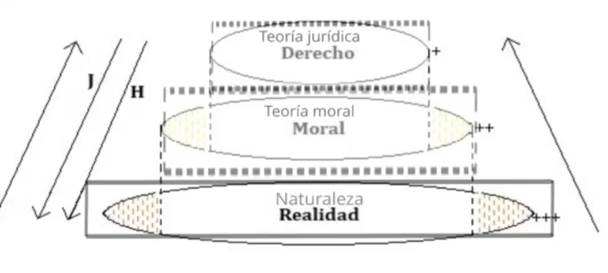 Teoría jurídica
Derecho
+
J
H
Teoría moral
Moral
++
Naturaleza
Realidad
+++